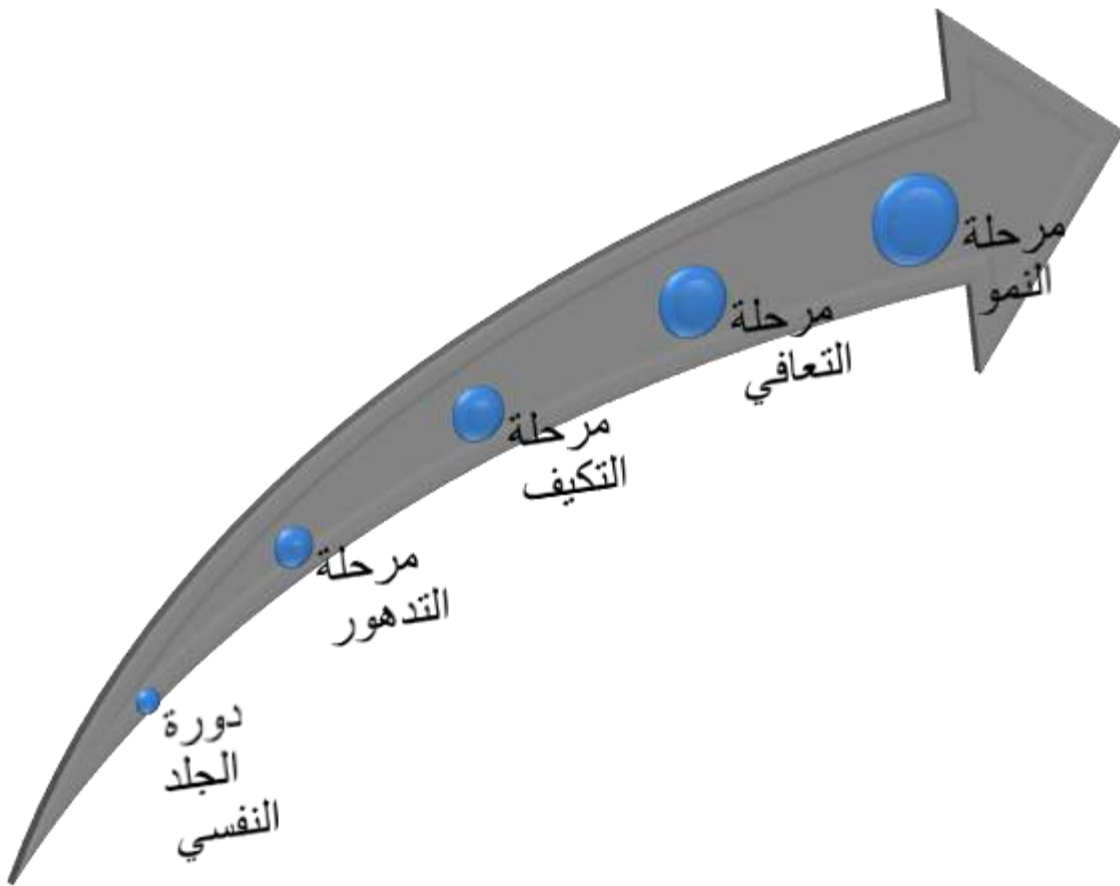 دورة
الجلد
النفسي
مرحلة
التدهور
مرحلة
التكيف
مرحلة
التعافي
مرحلة
النمو